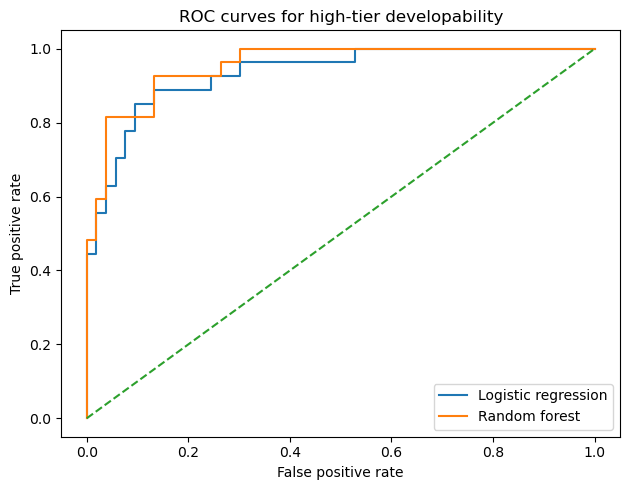 ROC curves for high-tier developability
True positive rate
1.0
0.8
0.6
0.4
0.2
0.0
Logistic regression
Random forest
0.0 0.2 0.4 0.6 0.8 1.0
False positive rate